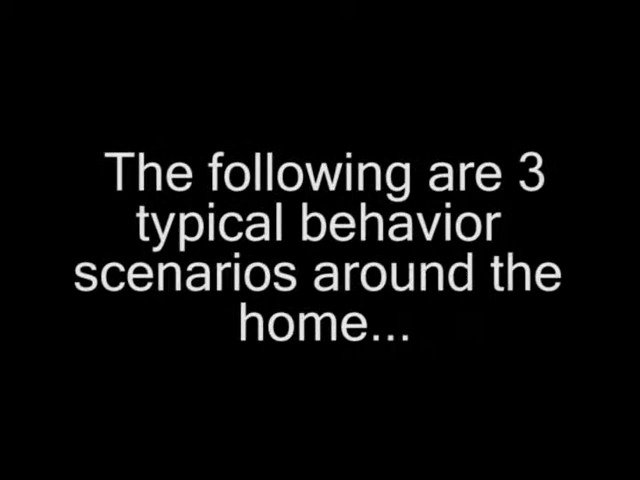 The following are 3
typical behavior
scenarios around the
home...